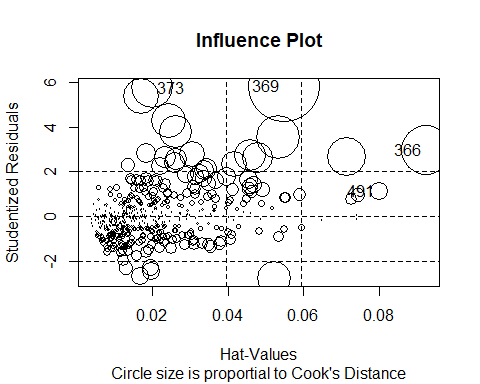 Influence Plot
Studentized Residuals
6
4
2
0
-2
373
369
366
491
0.02 0.04 0.06 0.08
Hat-Values
Circle size is proportial to Cook's Distance